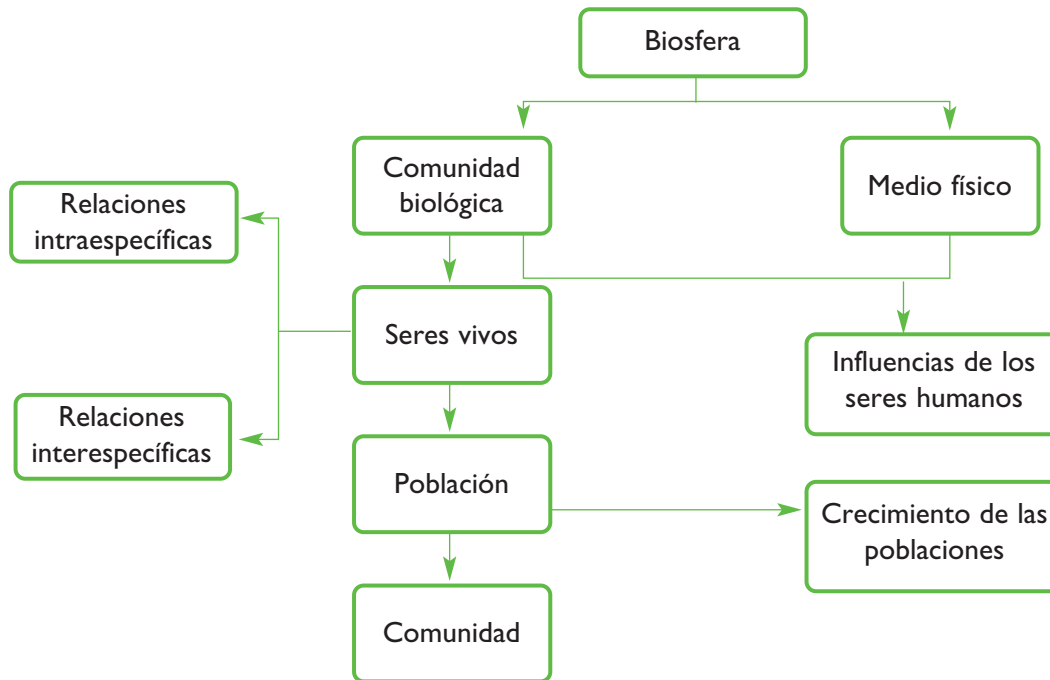 Biosfera
Comunidad
biológica
Medio físico
Relaciones
intraespecíficas
Seres vivos
Influencias de los
seres humanos
Relaciones
interespecíficas
Población
Crecimiento de las
poblaciones
Comunidad